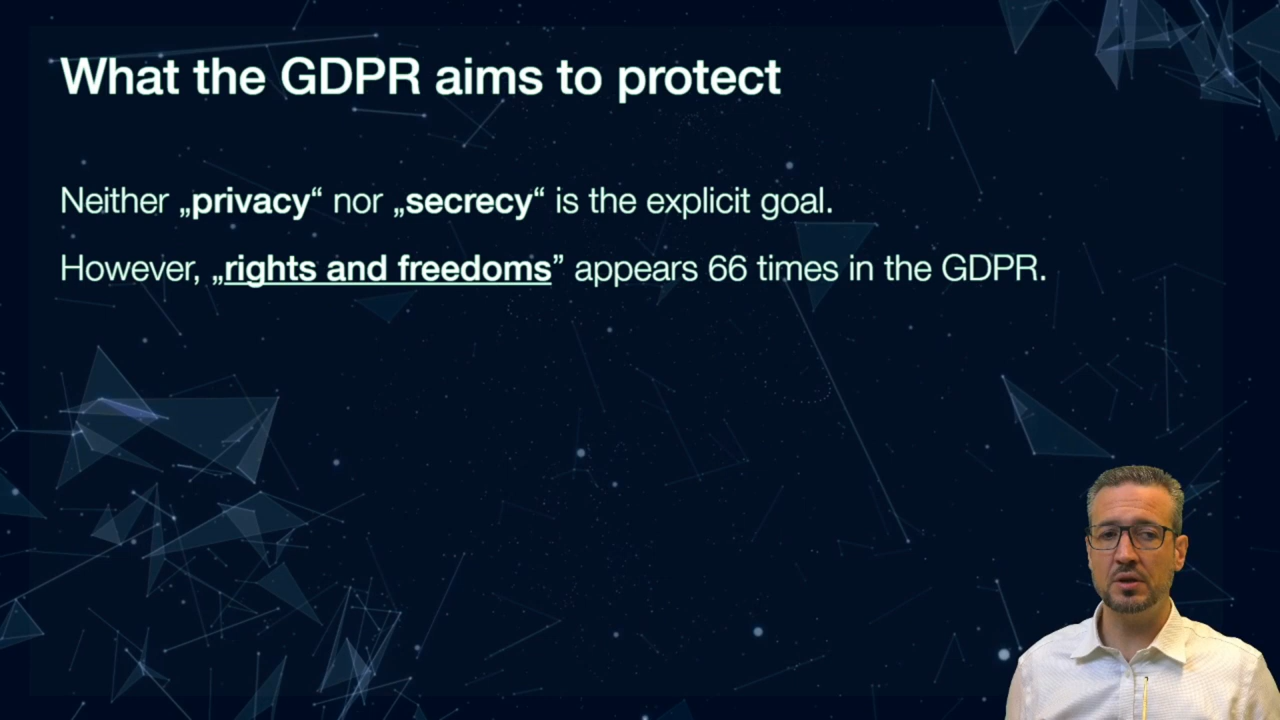 What the GDPR aims to protect
Neither „privacy“ nor „secrecy“ is the explicit goal.
However, „rights and freedoms” appears 66 times in the GDPR.